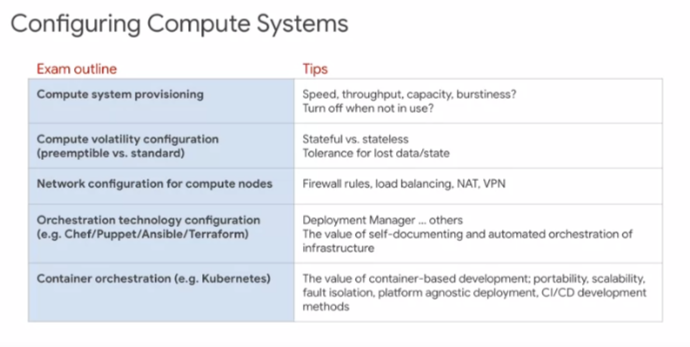 Configuring Compute Systems
Exam outline
Tips
Compute system provisioning
Speed, throughput, capacity, burstiness?
Turn off when not in use?
Compute volatility configuration
(preemptible vs. standard)
Stateful vs. stateless
Tolerance for lost data/state
Network configuration for compute nodes
Firewall rules, load balancing, NAT, VPN
Orchestration technology configuration
(e.g. Chef/Puppet/Ansible/Terraform)
Deployment Manager ... others
The value of self-documenting and automated orchestration of
infrastructure
Container orchestration (e.g. Kubernetes)
The value of container-based development; portability, scalability,
fault isolation, platform agnostic deployment, CI/CD development
methods